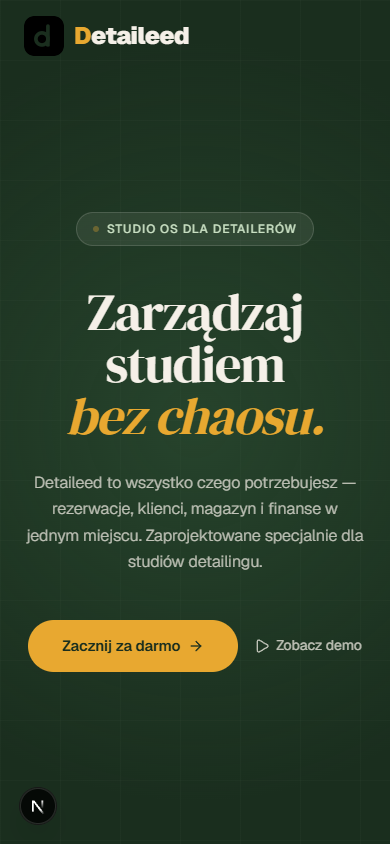 d Detaileed
STUDIO OS DLA DETAILERÓW
Zarządzaj
studiem
bez chaosu.
Detaileed to wszystko czego potrzebujesz —
rezerwacje, klienci, magazyn i finanse w
jednym miejscu. Zaprojektowane specjalnie dla
studiów detailingu.
Zacznij za darmo →
Zobacz demo
N